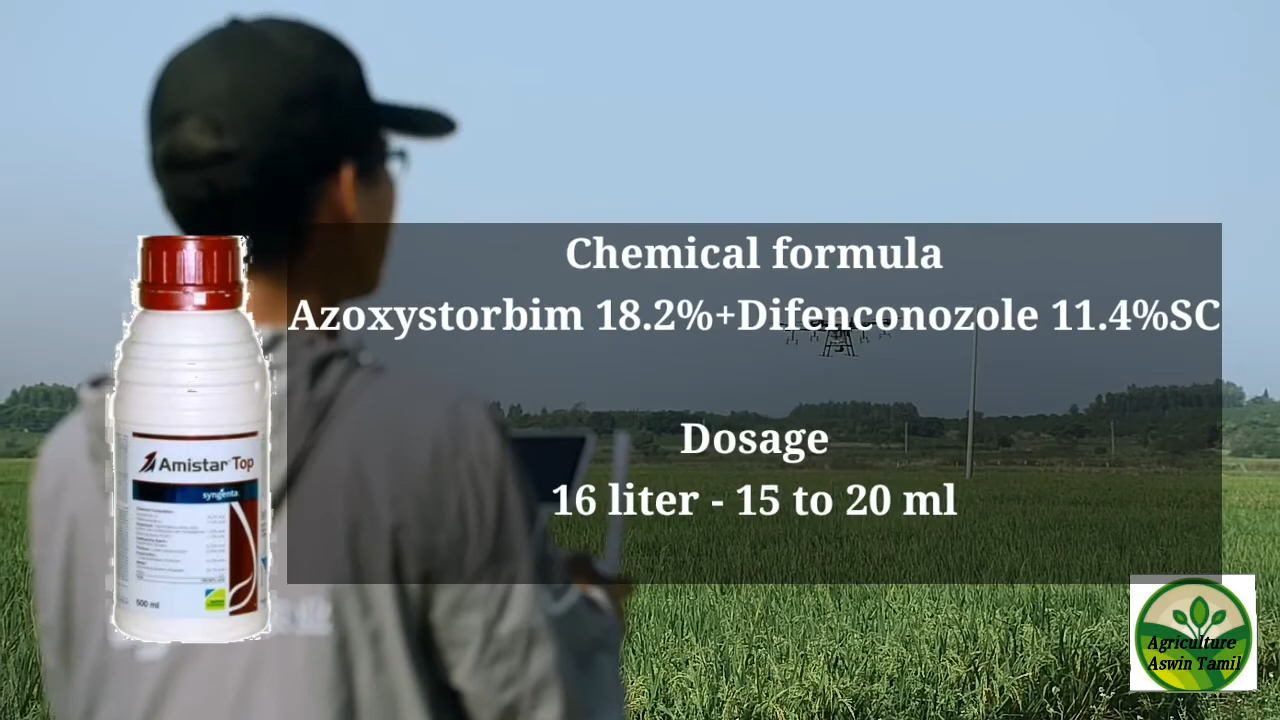 Chemical formula
Azoxystorbim 18.2%+Difenconozole 11.4%SC
Dosage
16 liter - 15 to 20 ml
Amistar Top
syngenta
500 ml
Agriculture
Aswin Tamil